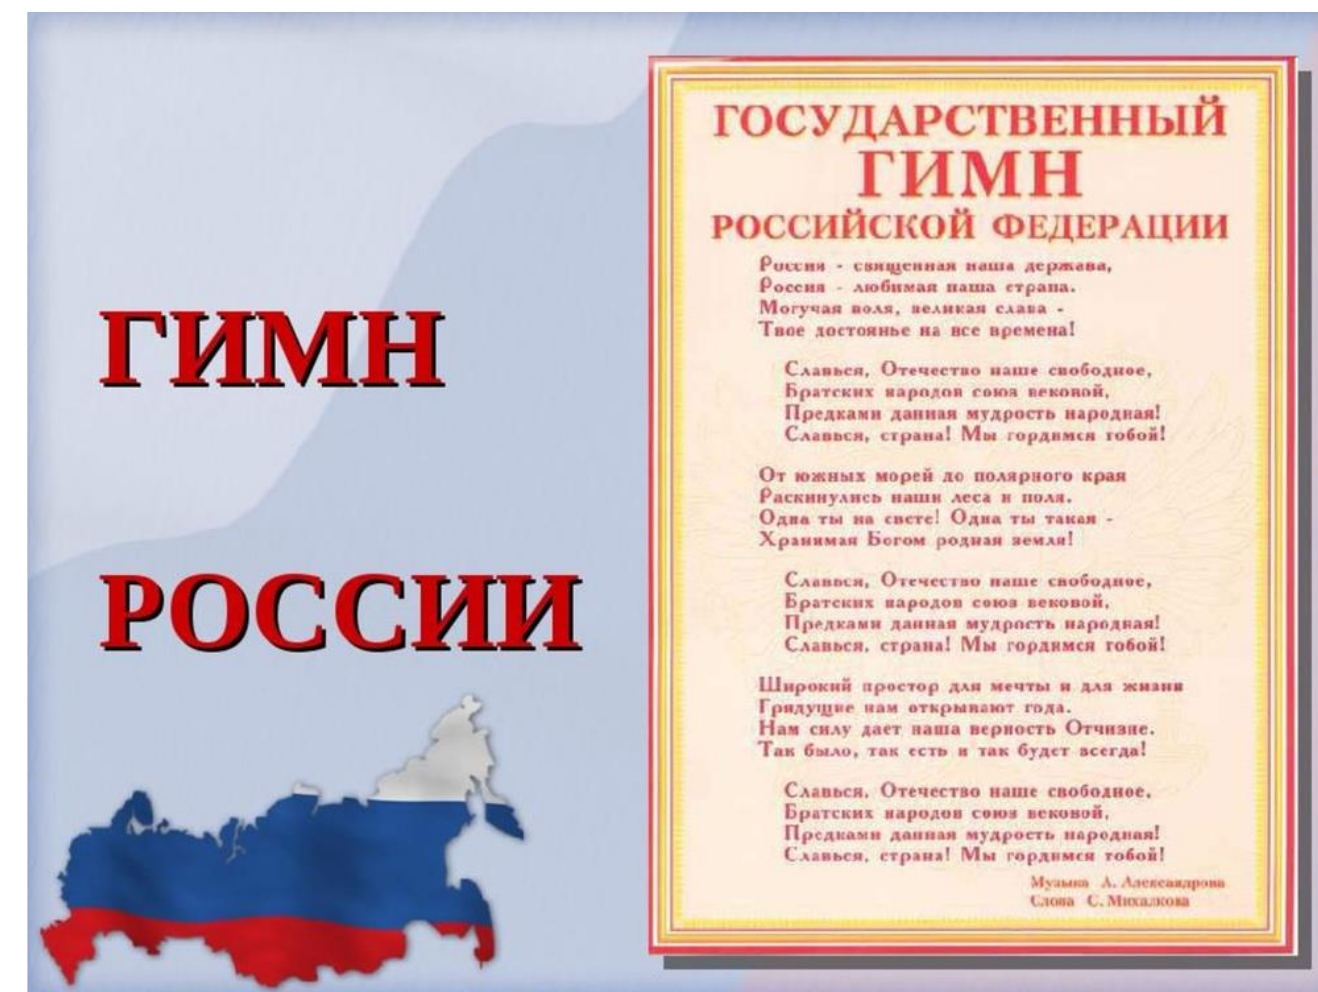 ГИМН
РОССИИ
ГОСУДАРСТВЕННЫЙ
ГИМН
РОССИЙСКОЙ ФЕДЕРАЦИИ
Россия - священная наша держава,
Россия - любимая наша страна.
Могучая воля, великая слава -
Твое достоянье на все времена!
Славься, Отечество наше свободное,
Братских народов союз вековой,
Предками данная мудрость народная!
Славься, страна! Мы гордимся тобой!
От южных морей до полярного края
Раскинулись наши леса и поля.
Одна ты на свете! Одна ты такая -
Хранимая Богом родная земля!
Славься, Отечество наше свободное,
Братских народов союз вековой,
Предками данная мудрость народная!
Славься, страна! Мы гордимся тобой!
Широкий простор для мечты и для жизни
Грядущие нам открывают года.
Нам силу дает наша верность Отчизне.
Так было, так есть и так будет всегда!
Славься, Отечество наше свободное,
Братских народов союз вековой,
Предками данная мудрость народная!
Славься, страна! Мы гордимся тобой!
Музыка А. Александрова
Слова С. Михалкова